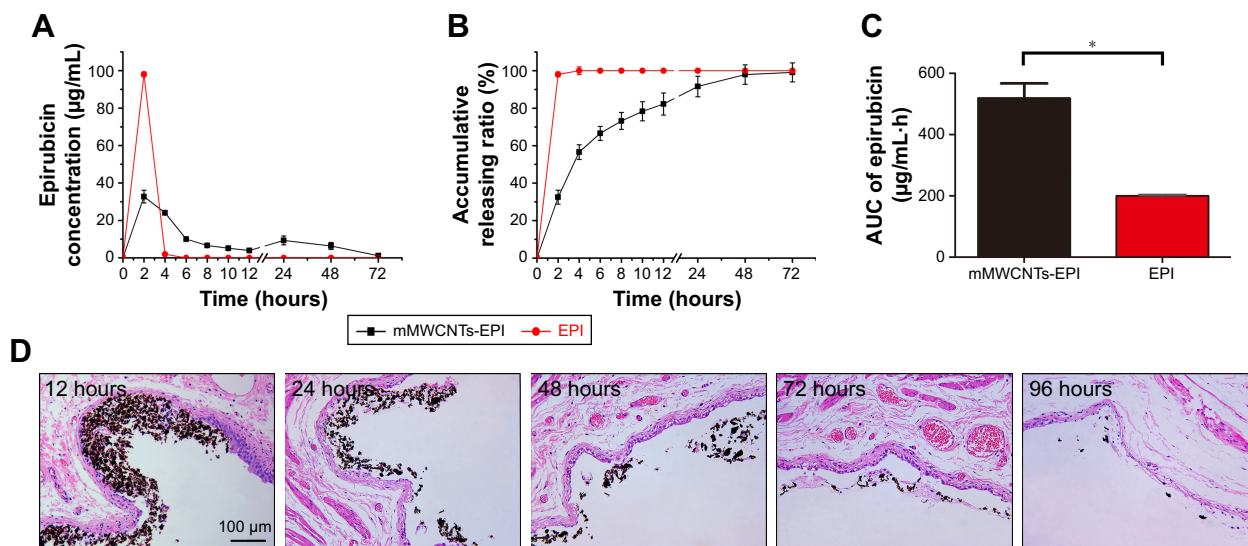 A
Epirubicin
concentration (µg/mL)
100
80
60
40
20
0
0 2 4 6 8 10 12 24 48 72
Time (hours)
B
Accumulative
releasing ratio (%)
100
80
60
40
20
0
0 2 4 6 8 10 12 24 48 72
Time (hours)
C
AUC of epirubicin
(µg/mL·h)
600
400
200
0
*
mMWCNTs-EPI EPI
mMWCNTs-EPI EPI
D
12 hours
24 hours
48 hours
72 hours
96 hours
100 µm